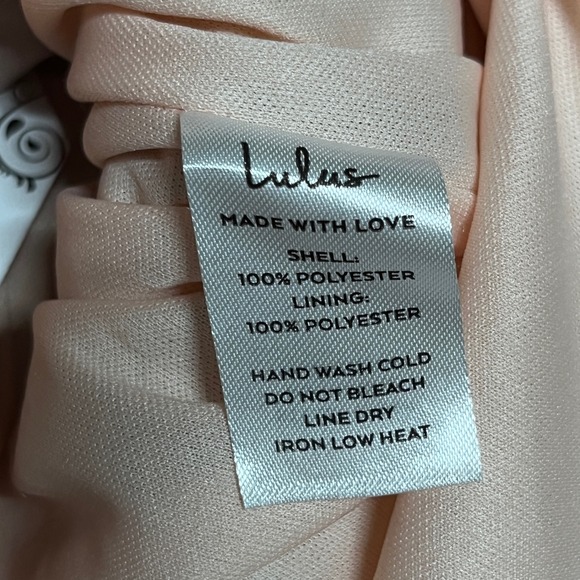 Lulus
MADE WITH LOVE
SHELL:
100% POLYESTER
LINING:
100% POLYESTER
HAND WASH COLD
DO NOT BLEACH
LINE DRY
IRON LOW HEAT